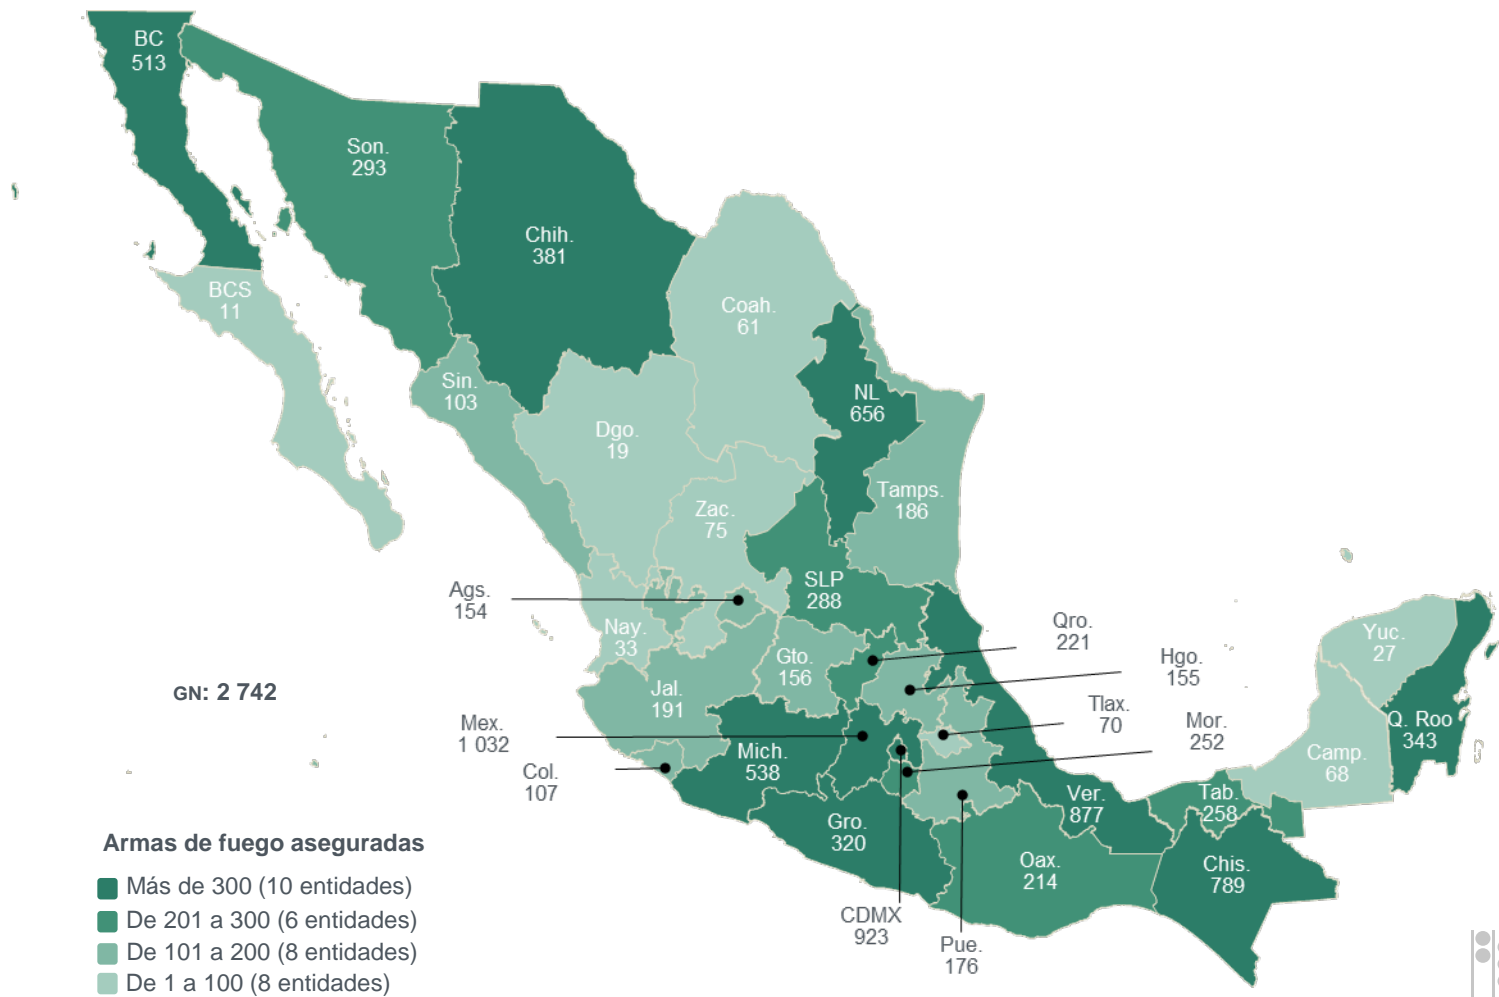 BC
513
Son.
293
Chih.
381
BCS
11
Coah.
61
Sin.
103
NL
656
Dgo.
19
Tamps.
186
Zac.
75
SLP
288
Ags.
154
Nay.
33
Gto.
156
Qro.
221
Hgo.
155
Yuc.
27
Jal.
191
GN: 2 742
Tlax.
70
Mor.
252
Q. Roo
343
Mex.
1 032
Mich.
538
Camp.
68
Col.
107
Ver.
877
Tab.
258
Gro.
320
Oax.
214
Chis.
789
CDMX
923
Pue.
176
Armas de fuego aseguradas
Más de 300 (10 entidades)
De 201 a 300 (6 entidades)
De 101 a 200 (8 entidades)
De 1 a 100 (8 entidades)